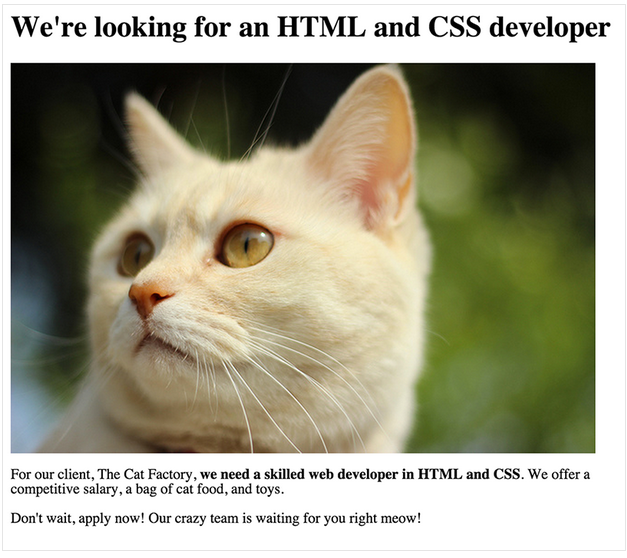 We're looking for an HTML and CSS developer
For our client, The Cat Factory, we need a skilled web developer in HTML and CSS. We offer a
competitive salary, a bag of cat food, and toys.
Don't wait, apply now! Our crazy team is waiting for you right meow!